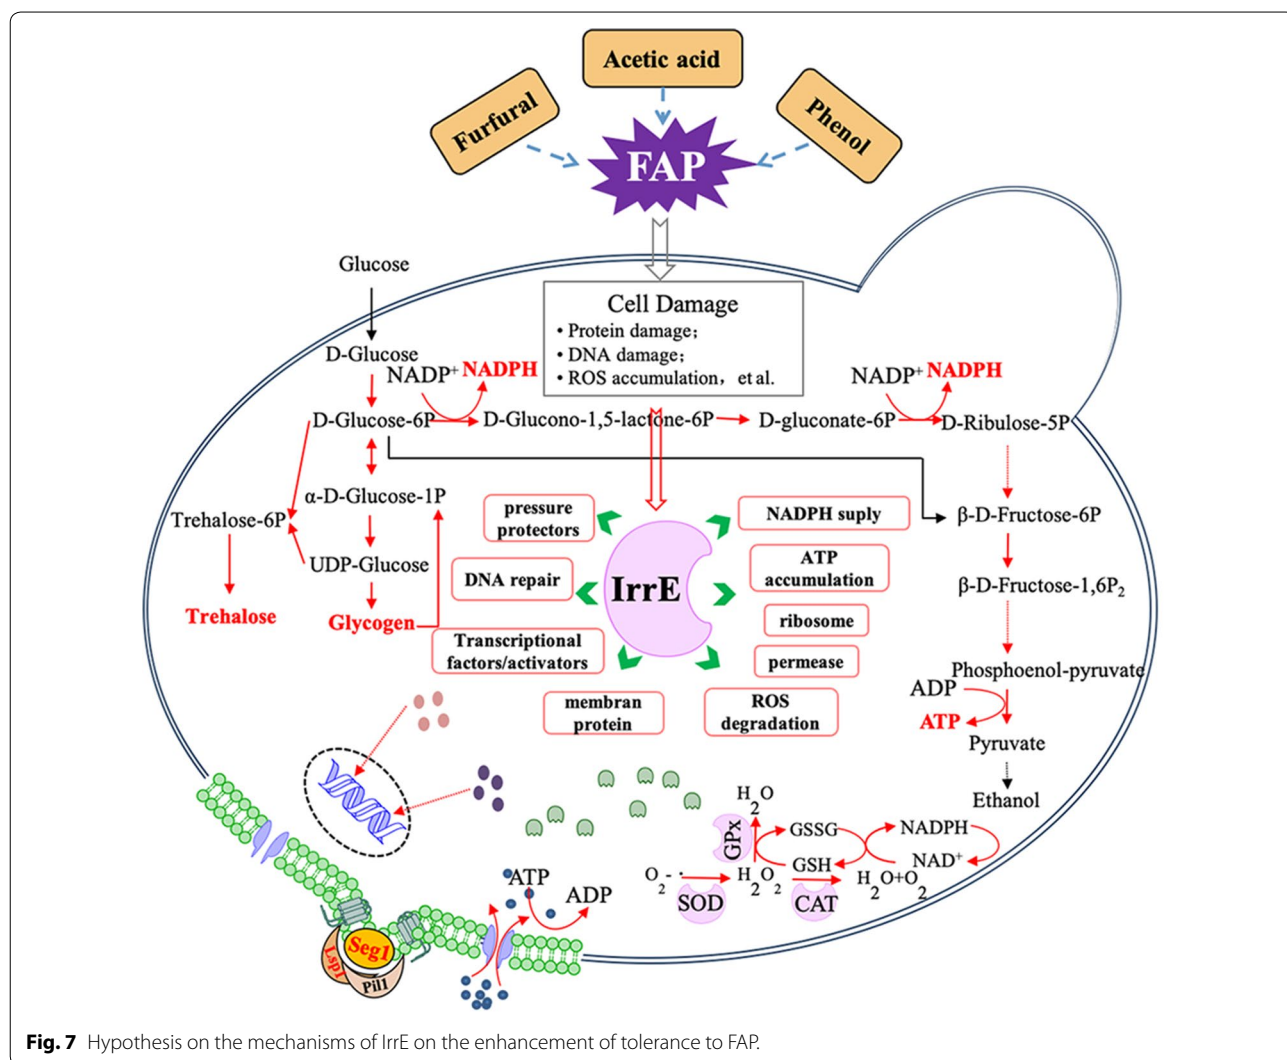 Acetic acid
Furfural
Phenol
FAP
Glucose
Cell Damage
• Protein damage;
• DNA damage;
• ROS accumulation, et al.
D-Glucose
NADP+ NADPH
NADP+ NADPH
D-Glucose-6P
D-Glucono-1,5-lactone-6P
D-gluconate-6P
D-Ribulose-5P
α-D-Glucose-1P
Trehalose-6P
UDP-Glucose
Trehalose
Glycogen
pressure
protectors
DNA repair
Transcriptional
factors/activators
membran
protein
IrrE
NADPH suply
ATP
accumulation
ribosome
permease
ROS
degradation
β-D-Fructose-6P
β-D-Fructose-1,6P2
Phosphoenol-pyruvate
ADP
ATP
Pyruvate
Ethanol
H2O
GPx
GSSG
GSH
NADPH
NAD+
O2-·
H2O2
H2O+O2
SOD
CAT
ATP
ADP
Seg1
Lsp1
Pil1
Fig. 7 Hypothesis on the mechanisms of IrrE on the enhancement of tolerance to FAP.